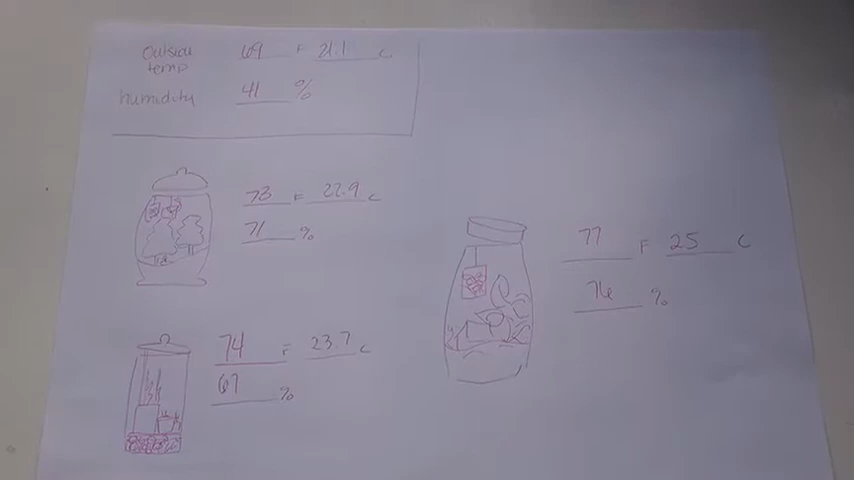 Outside 69 F 21.1 C
temp
humidity 41 %
73 F 22.9 C
71 %
74 F 23.7 C
67 %
77 F 25 C
76 %